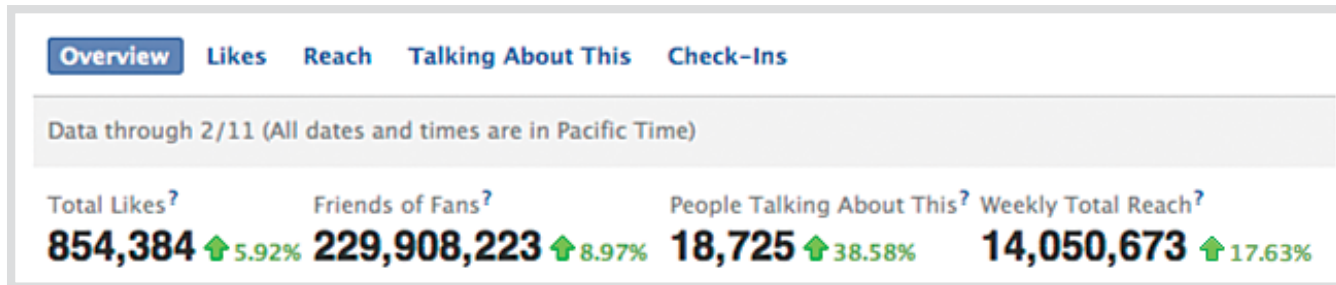 Overview Likes Reach Talking About This Check-Ins
Data through 2/11 (All dates and times are in Pacific Time)
Total Likes? Friends of Fans? People Talking About This? Weekly Total Reach?
854,384 5.92% 229,908,223 8.97% 18,725 38.58% 14,050,673 17.63%